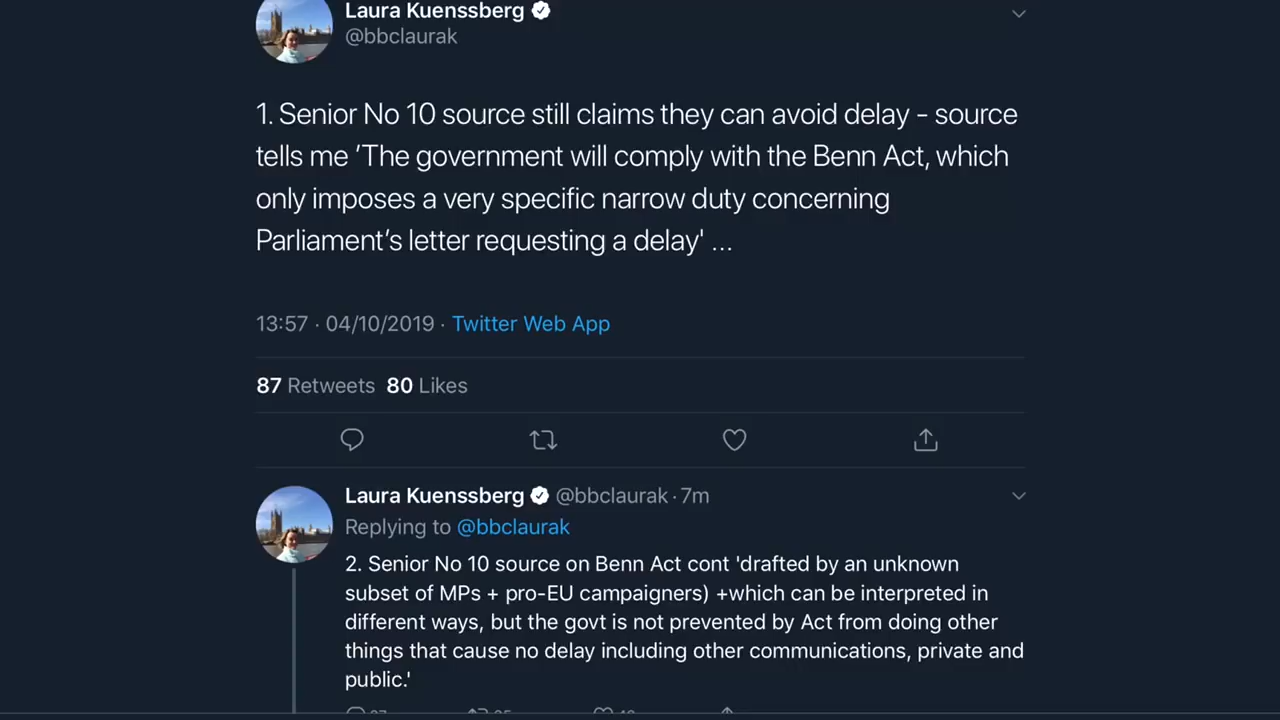 Laura Kuenssberg
@bbclaurak
1. Senior No 10 source still claims they can avoid delay - source
tells me 'The government will comply with the Benn Act, which
only imposes a very specific narrow duty concerning
Parliament's letter requesting a delay' ...
13:57 · 04/10/2019 · Twitter Web App
87 Retweets 80 Likes
Laura Kuenssberg @bbclaurak · 7m
Replying to @bbclaurak
2. Senior No 10 source on Benn Act cont 'drafted by an unknown
subset of MPs + pro-EU campaigners) +which can be interpreted in
different ways, but the govt is not prevented by Act from doing other
things that cause no delay including other communications, private and
public.'